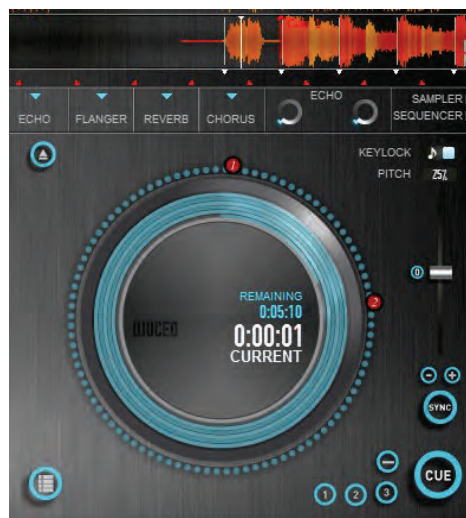 ECHO
FLANGER
REVERB
CHORUS
ECHO
SAMPLER
SEQUENCER
KEYLOCK
PITCH 25%
1
0
REMAINING
0:05:10
2
0:00:01
CURRENT
- +
SYNC
CUE
1 2 3